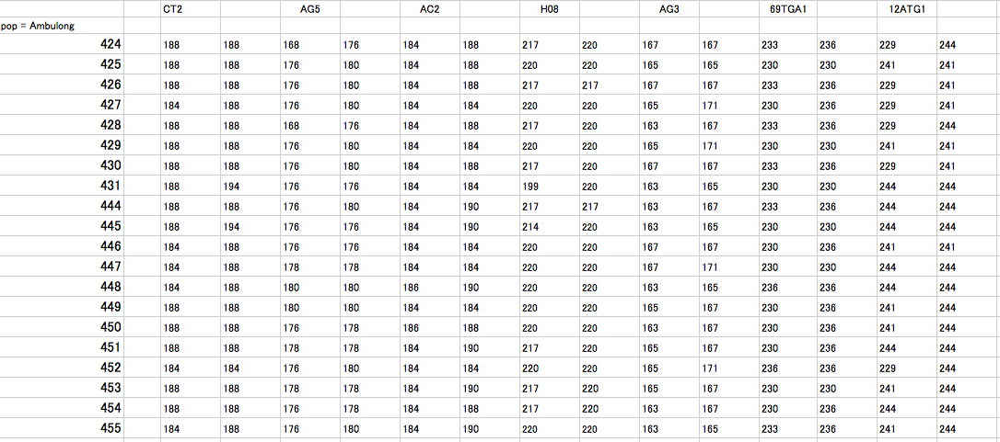 CT2 AG5 AC2 H08 AG3 69TGA1 12ATG1
pop = Ambulong
424 188 188 168 176 184 188 217 220 167 167 233 236 229 244
425 188 188 176 180 184 188 220 220 165 165 230 230 241 241
426 188 188 176 180 184 188 217 217 167 167 233 236 229 241
427 184 188 176 180 184 184 220 220 165 171 230 236 229 241
428 188 188 168 176 184 188 217 220 163 167 233 236 229 244
429 188 188 176 180 184 184 220 220 165 171 230 230 241 241
430 188 188 176 180 184 188 217 220 167 167 233 236 229 241
431 188 194 176 176 184 184 199 220 163 165 230 230 244 244
444 188 188 176 180 184 190 217 217 163 167 233 236 244 244
445 188 194 176 176 184 190 214 220 163 165 230 230 244 244
446 184 188 176 176 184 184 220 220 167 167 230 236 241 241
447 184 188 178 178 184 184 220 220 167 171 230 230 244 244
448 184 188 180 180 186 190 220 220 163 165 236 236 244 244
449 188 188 180 180 184 184 220 220 165 167 230 236 241 244
450 188 188 176 178 186 188 220 220 163 167 230 236 241 244
451 188 188 178 178 184 190 217 220 165 167 230 236 244 244
452 184 184 176 180 184 184 220 220 165 171 236 236 229 244
453 188 188 178 178 184 190 217 220 165 167 230 230 241 244
454 188 188 176 178 184 188 217 220 163 167 230 236 244 244
455 184 188 176 180 184 190 220 220 163 165 233 236 241 244